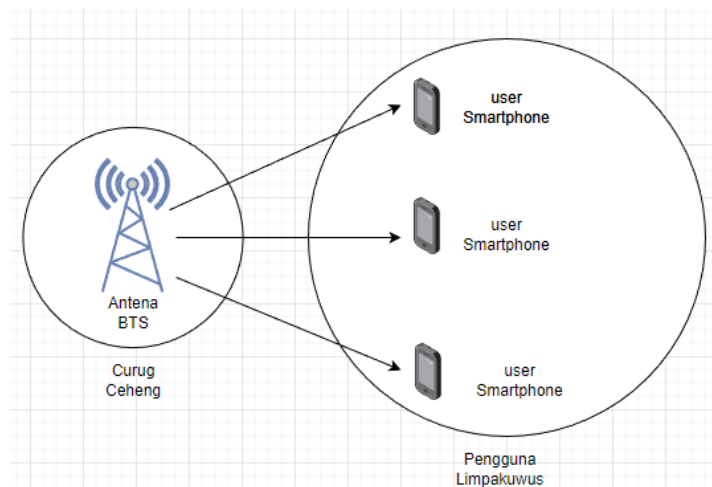 Antena
BTS
Curug
Ceheng
user
Smartphone
user
Smartphone
user
Smartphone
Pengguna
Limpakuwus